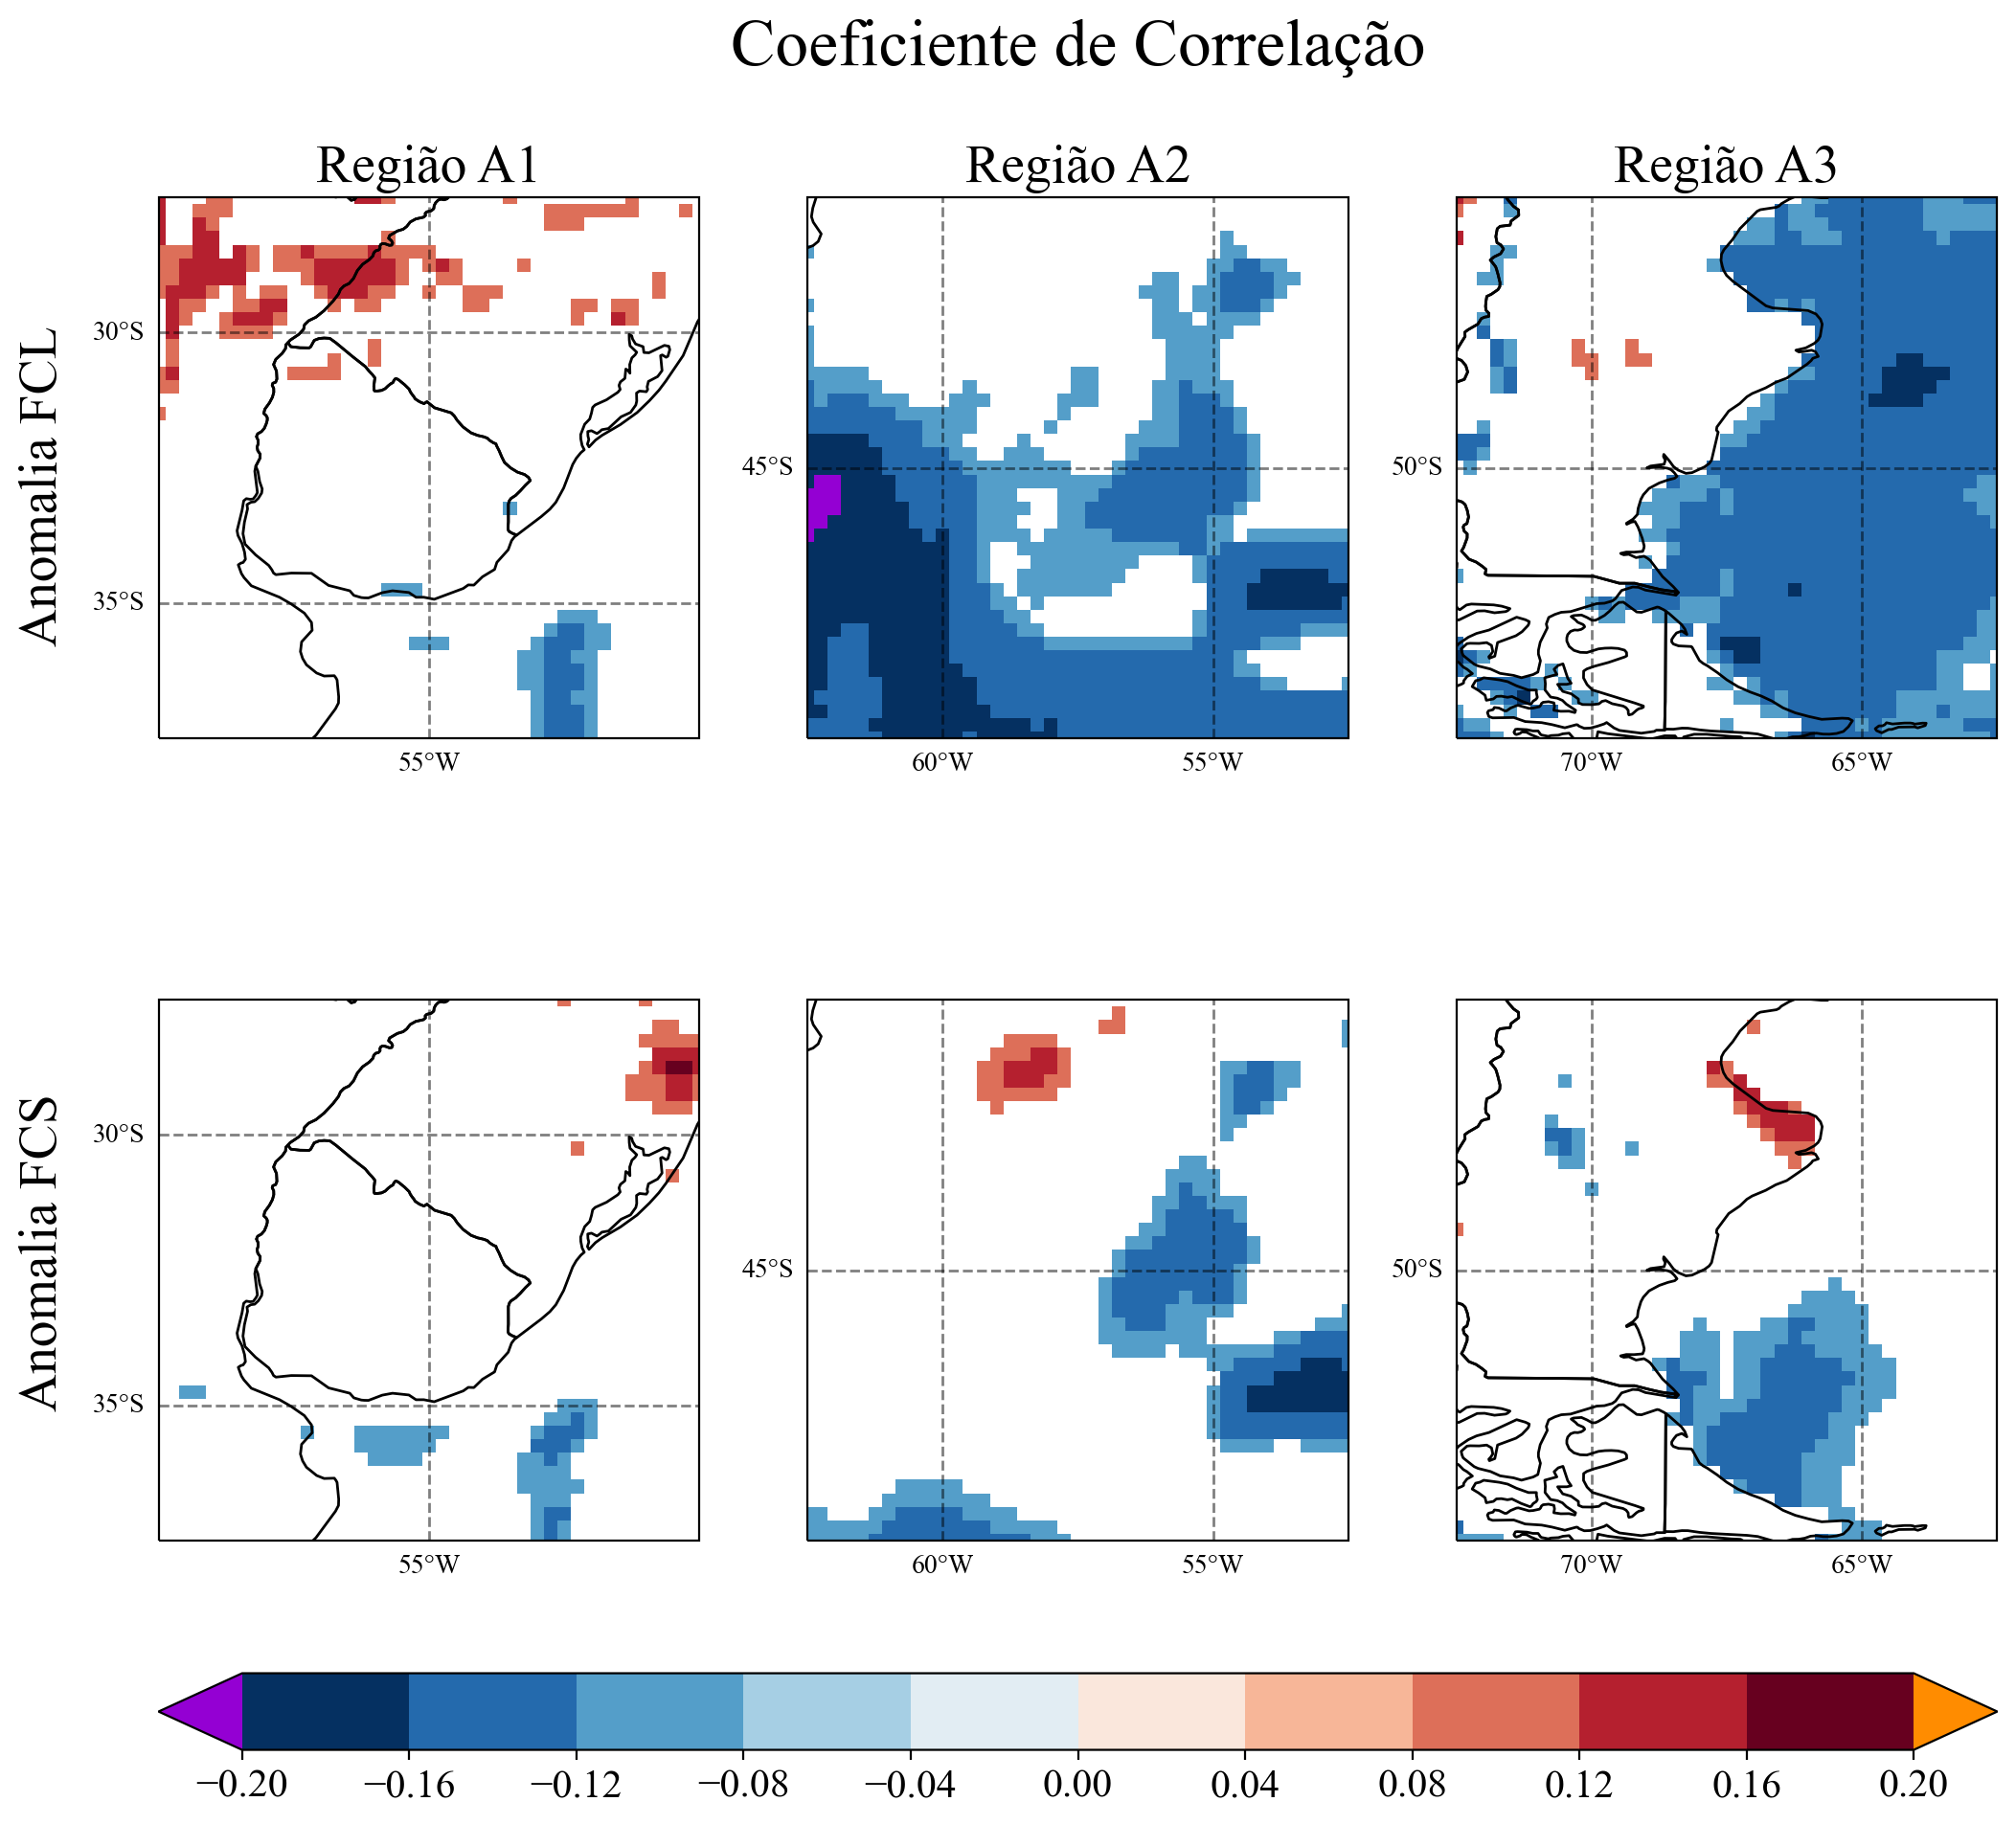 Coeficiente de Correlação
Região A1
Região A2
Região A3
Anomalia FCL
30°S
35°S
55°W
45°S
60°W
55°W
50°S
70°W
65°W
Anomalia FCS
30°S
35°S
55°W
45°S
60°W
55°W
50°S
70°W
65°W
−0.20
−0.16
−0.12
−0.08
−0.04
0.00
0.04
0.08
0.12
0.16
0.20